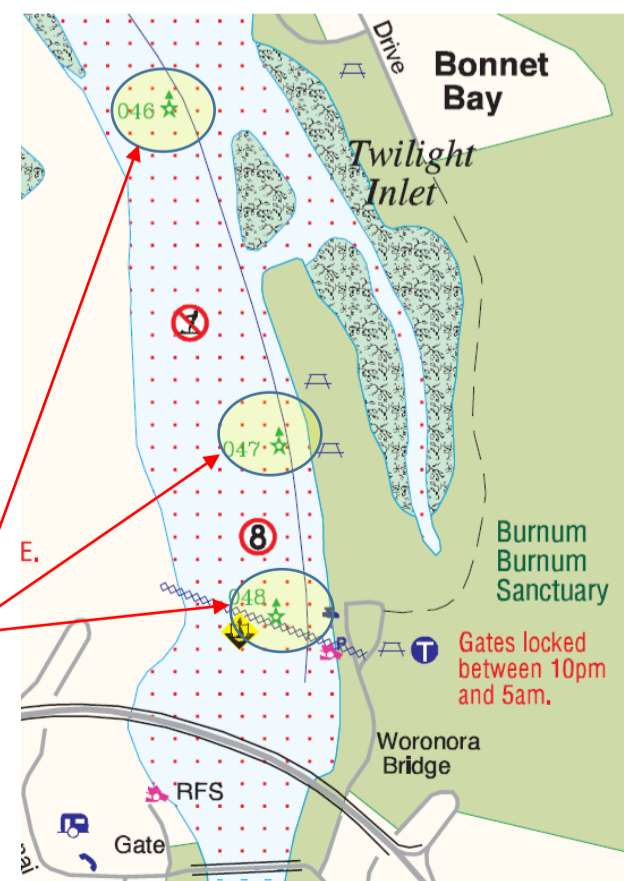 Drive
Bonnet
Bay
046
Twilight
Inlet
047
8
E.
048
Burnum
Burnum
Sanctuary
P
T
Gates locked
between 10pm
and 5am.
Woronora
Bridge
RFS
Gate